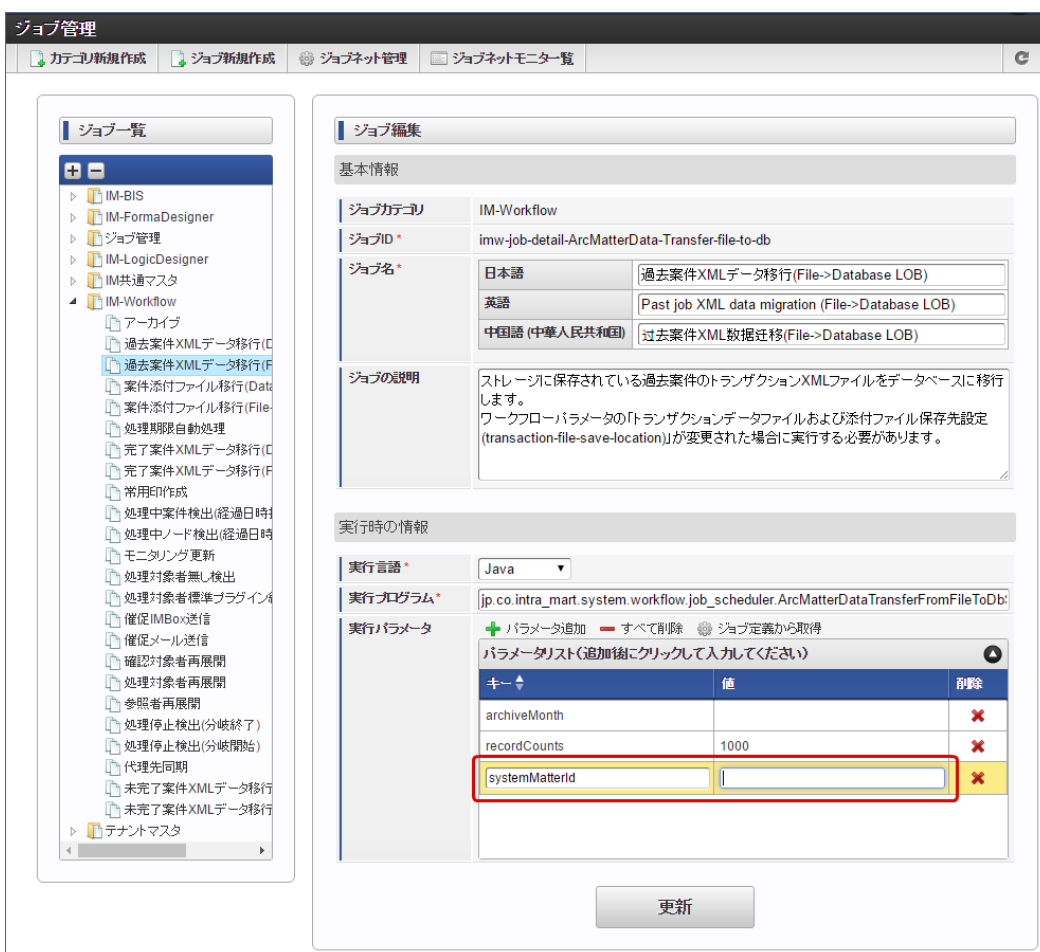 ジョブ管理
カテゴリ新規作成 ジョブ新規作成 ジョブネット管理 ジョブネットモニター覧
ジョブ一覧
IM-BIS
IM-FormaDesigner
ジョブ管理
IM-LogicDesigner
IM共通マスタ
IM-Workflow
アーカイブ
過去案件XMLデータ移行(D
過去案件XMLデータ移行(F
案件添付ファイル移行(Data
案件添付ファイル移行(File-
処理期限自動処理
完了案件XMLデータ移行(D
完了案件XMLデータ移行(F
常用印作成
処理中案件検出(経過日時
処理中ノード検出(経過日時
モニタリング更新
処理対象者無し検出
処理対象者標準プラグイン
催促IMBox送信
催促メール送信
確認対象者再展開
処理対象者再展開
参照者再展開
処理停止検出(分岐終了)
処理停止検出(分岐開始)
代理先同期
未完了案件XMLデータ移行
未完了案件XMLデータ移行
テナントマスタ
ジョブ編集
基本情報
ジョブカテゴリ IM-Workflow
ジョブID* imw-job-detail-ArcMatterData-Transfer-file-to-db
ジョブ名*
日本語 過去案件XMLデータ移行(File->Database LOB)
英語 Past job XML data migration (File->Database LOB)
中国語 (中華人民共和国) 过去案件XML数据迁移(File->Database LOB)
ジョブの説明
ストレージに保存されている過去案件のトランザクションXMLファイルをデータベースに移行
します。
ワークフローパラメータの「トランザクションデータファイルおよび添付ファイル保存先設定
(transaction-file-save-location)」が変更された場合に実行する必要があります。
実行時の情報
実行言語* Java
実行プログラム* jp.co.intra_mart.system.workflow.job_scheduler.ArcMatterDataTransferFromFileToDb
実行パラメータ パラメータ追加 すべて削除 ジョブ定義から取得
パラメータリスト(追加後にクリックして入力してください)
キー 値 削除
archiveMonth
recordCounts 1000
systemMatterId
更新